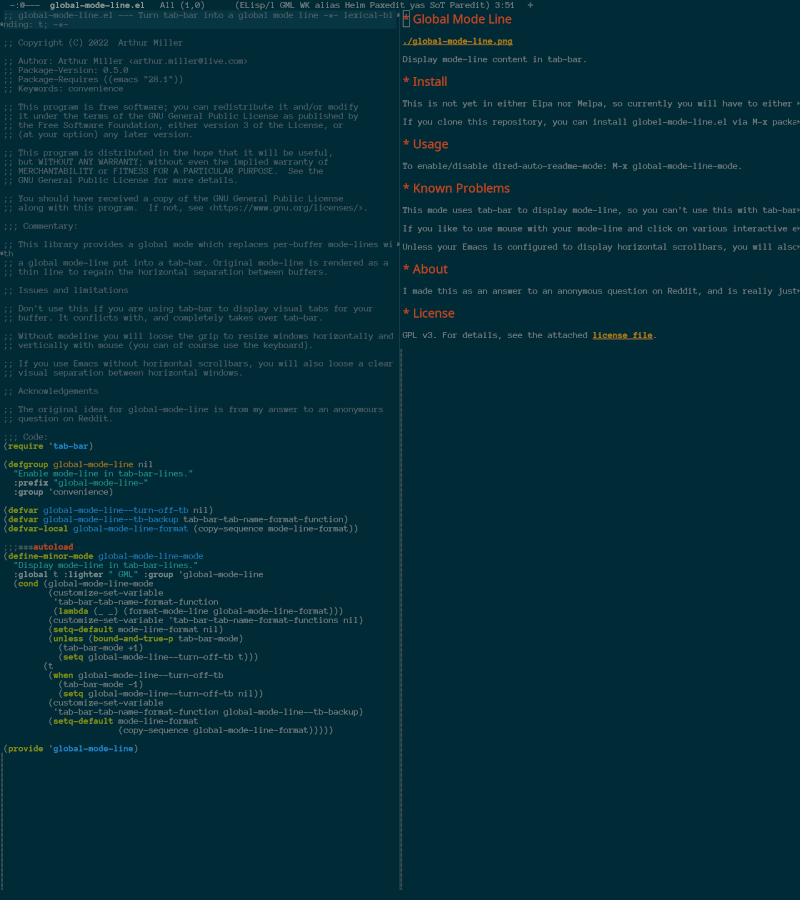 -:@--- global-mode-line.el All (1,0) (ELisp/l GML WK alias Helm Paxedit yas SoT Paredit) 3:51 +
;; global-mode-line.el --- Turn tab-bar into a global mode line -*- lexical-bi
nding: t; -*-
;; Copyright (C) 2022 Arthur Miller
;; Author: Arthur Miller <arthur.miller@live.com>
;; Package-Version: 0.5.0
;; Package-Requires ((emacs "28.1"))
;; Keywords: convenience
;; This program is free software; you can redistribute it and/or modify
;; it under the terms of the GNU General Public License as published by
;; the Free Software Foundation, either version 3 of the License, or
;; (at your option) any later version.
;; This program is distributed in the hope that it will be useful,
;; but WITHOUT ANY WARRANTY; without even the implied warranty of
;; MERCHANTABILITY or FITNESS FOR A PARTICULAR PURPOSE. See the
;; GNU General Public License for more details.
;; You should have received a copy of the GNU General Public License
;; along with this program. If not, see <https://www.gnu.org/licenses/>.
;;; Commentary:
;; This library provides a global mode which replaces per-buffer mode-lines wi
th
;; a global mode-line put into a tab-bar. Original mode-line is rendered as a
;; thin line to regain the horizontal separation between buffers.
;; Issues and limitations
;; Don't use this if you are using tab-bar to display visual tabs for your
;; buffer. It conflicts with, and completely takes over tab-bar.
;; Without modeline you will loose the grip to resize windows horizontally and
;; vertically with mouse (you can of course use the keyboard).
;; If you use Emacs without horizontal scrollbars, you will also loose a clear
;; visual separation between horizontal windows.
;; Acknowledgements
;; The original idea for global-mode-line is from my answer to an anonymours
;; question on Reddit.
;;; Code:
(require 'tab-bar)
(defgroup global-mode-line nil
"Enable mode-line in tab-bar-lines."
:prefix "global-mode-line-"
:group 'convenience)
(defvar global-mode-line--turn-off-tb nil)
(defvar global-mode-line--tb-backup tab-bar-tab-name-format-function)
(defvar-local global-mode-line-format (copy-sequence mode-line-format))
;;;###autoload
(define-minor-mode global-mode-line-mode
"Display mode-line in tab-bar-lines."
:global t :lighter " GML" :group 'global-mode-line
(cond (global-mode-line-mode
(customize-set-variable
'tab-bar-tab-name-format-function
(lambda (_ _) (format-mode-line global-mode-line-format)))
(customize-set-variable 'tab-bar-tab-name-format-functions nil)
(setq-default mode-line-format nil)
(unless (bound-and-true-p tab-bar-mode)
(tab-bar-mode +1)
(setq global-mode-line--turn-off-tb t)))
(t
(when global-mode-line--turn-off-tb
(tab-bar-mode -1)
(setq global-mode-line--turn-off-tb nil))
(customize-set-variable
'tab-bar-tab-name-format-function global-mode-line--tb-backup)
(setq-default mode-line-format
(copy-sequence global-mode-line-format)))))
(provide 'global-mode-line)
* Global Mode Line
./global-mode-line.png
Display mode-line content in tab-bar.
* Install
This is not yet in either Elpa nor Melpa, so currently you will have to either
If you clone this repository, you can install globel-mode-line.el via M-x packa
* Usage
To enable/disable dired-auto-readme-mode: M-x global-mode-line-mode.
* Known Problems
This mode uses tab-bar to display mode-line, so you can't use this with tab-bar
If you like to use mouse with your mode-line and click on various interactive e
Unless your Emacs is configured to display horizontal scrollbars, you will also
* About
I made this as an answer to an anonymous question on Reddit, and is really just
* License
GPL v3. For details, see the attached license file.